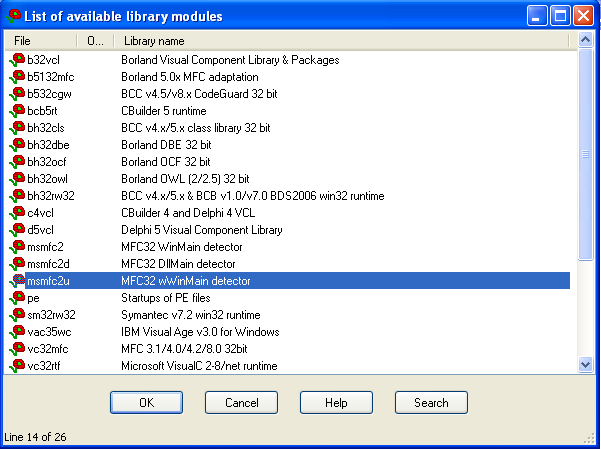 List of available library modules
File O... Library name
b32vcl Borland Visual Component Library & Packages
b5132mfc Borland 5.0x MFC adaptation
b532cgw BCC v4.5/v8.x CodeGuard 32 bit
bcb5rt CBuilder 5 runtime
bh32cls BCC v4.x/5.x class library 32 bit
bh32dbe Borland DBE 32 bit
bh32ocf Borland OCF 32 bit
bh32owl Borland OWL (2/2.5) 32 bit
bh32rw32 BCC v4.x/5.x & BCB v1.0/v7.0 BDS2006 win32 runtime
c4vcl CBuilder 4 and Delphi 4 VCL
d5vcl Delphi 5 Visual Component Library
msmfc2 MFC32 WinMain detector
msmfc2d MFC32 DllMain detector
msmfc2u MFC32 wWinMain detector
pe Startups of PE files
sm32rw32 Symantec v7.2 win32 runtime
vac35wc IBM Visual Age v3.0 for Windows
vc32mfc MFC 3.1/4.0/4.2/8.0 32bit
vc32rtf Microsoft VisualC 2-8/net runtime
OK Cancel Help Search
Line 14 of 26